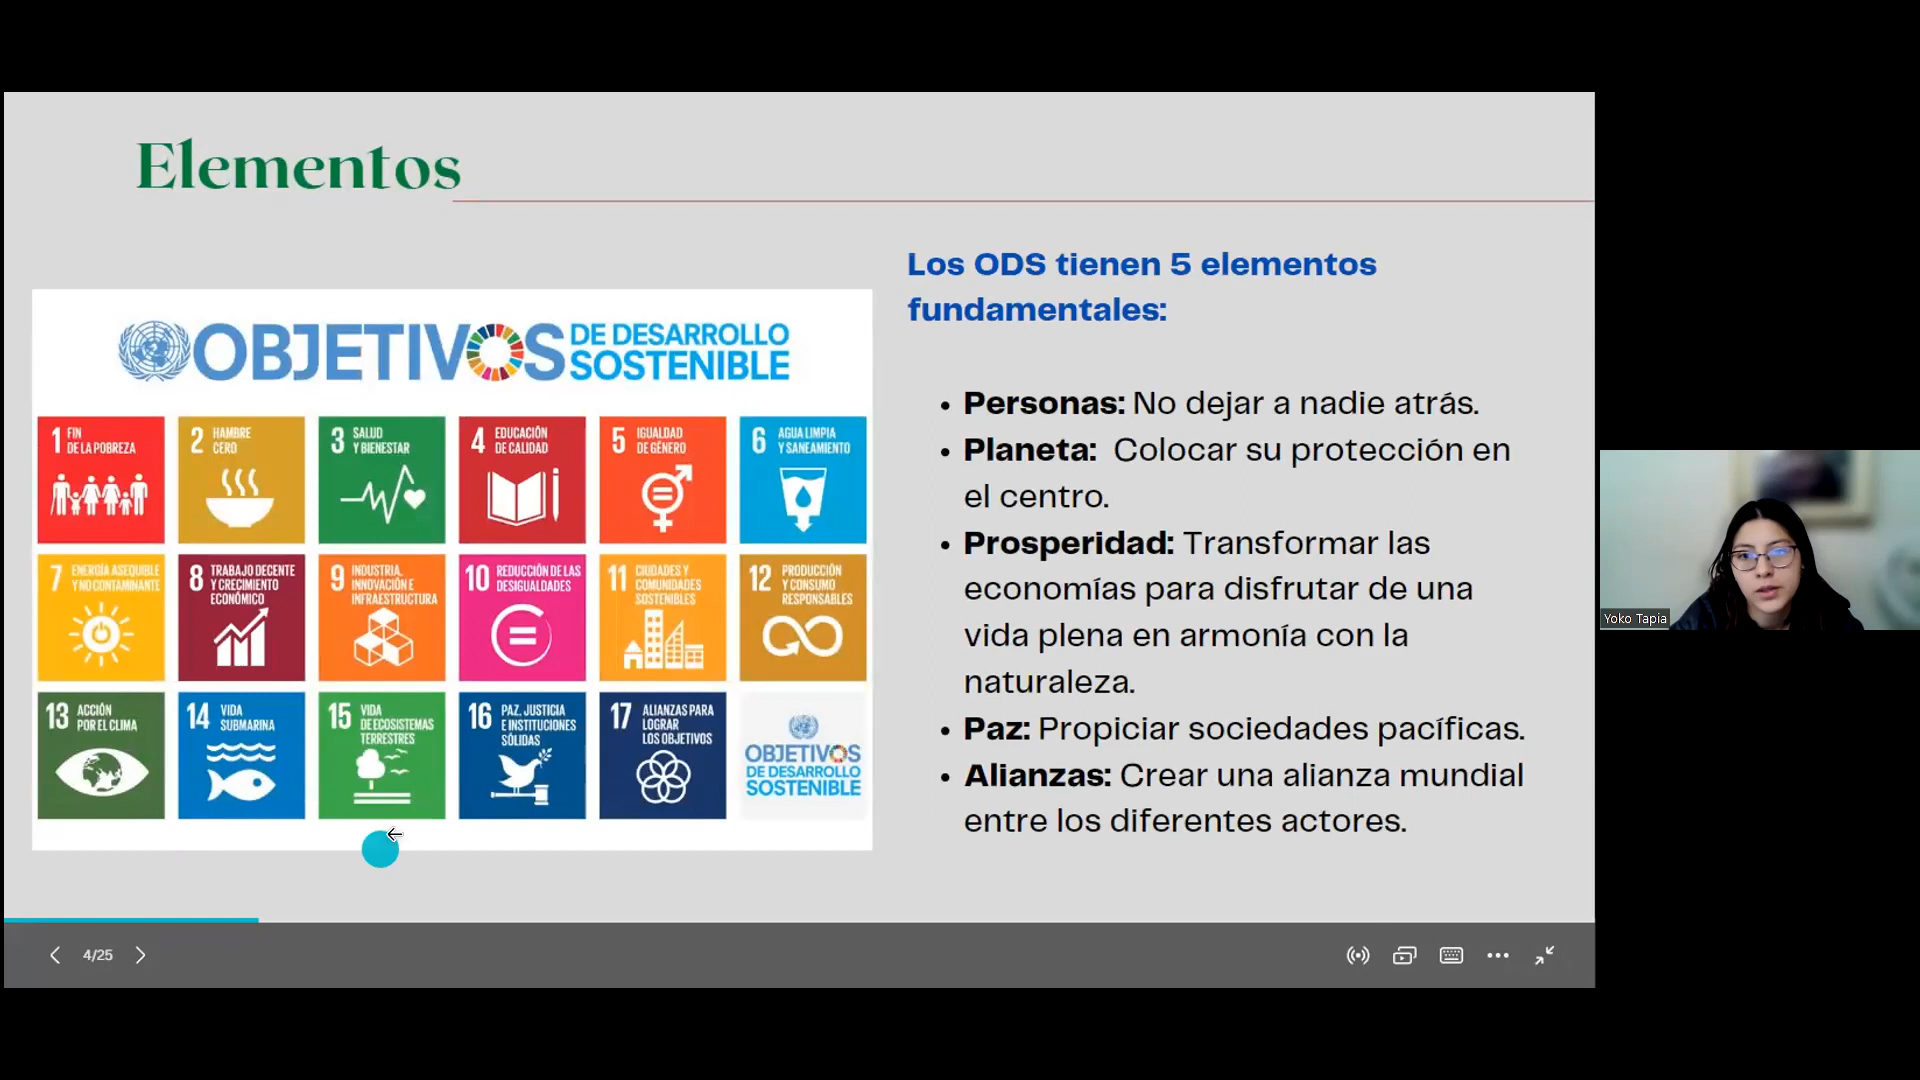 Elementos
Los ODS tienen 5 elementos
fundamentales:
OBJETIVOS
DE DESARROLLO
SOSTENIBLE
1 FIN
DE LA POBREZA
2 HAMBRE
CERO
3 SALUD
Y BIENESTAR
4 EDUCACIÓN
DE CALIDAD
5 IGUALDAD
DE GÉNERO
6 AGUA LIMPIA
Y SANEAMIENTO
7 ENERGÍA ASEQUIBLE
Y NO CONTAMINANTE
8 TRABAJO DECENTE
Y CRECIMIENTO
ECONÓMICO
9 INDUSTRIA,
INNOVACIÓN E
INFRAESTRUCTURA
10 REDUCCIÓN DE LAS
DESIGUALDADES
11 CIUDADES Y
COMUNIDADES
SOSTENIBLES
12 PRODUCCIÓN
Y CONSUMO
RESPONSABLES
13 ACCIÓN
POR EL CLIMA
14 VIDA
SUBMARINA
15 VIDA
DE ECOSISTEMAS
TERRESTRES
16 PAZ, JUSTICIA
E INSTITUCIONES
SÓLIDAS
17 ALIANZAS PARA
LOGRAR
LOS OBJETIVOS
OBJETIVOS
DE DESARROLLO
SOSTENIBLE
• Personas: No dejar a nadie atrás.
• Planeta: Colocar su protección en
el centro.
• Prosperidad: Transformar las
economías para disfrutar de una
vida plena en armonía con la
naturaleza.
• Paz: Propiciar sociedades pacíficas.
• Alianzas: Crear una alianza mundial
entre los diferentes actores.
Yoko Tapia
4/25